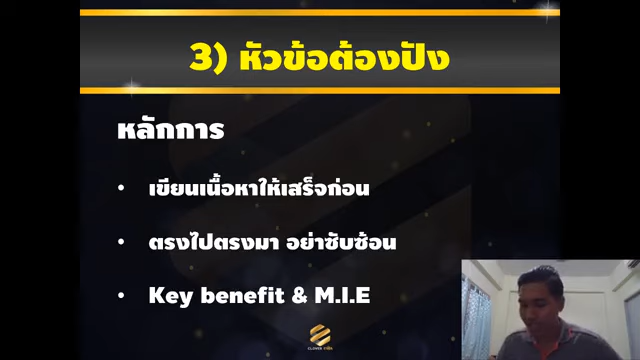 3) หัวข้อต้องปัง
หลักการ
• เขียนเนื้อหาให้เสร็จก่อน
• ตรงไปตรงมา อย่าซับซ้อน
• Key benefit & M.I.E